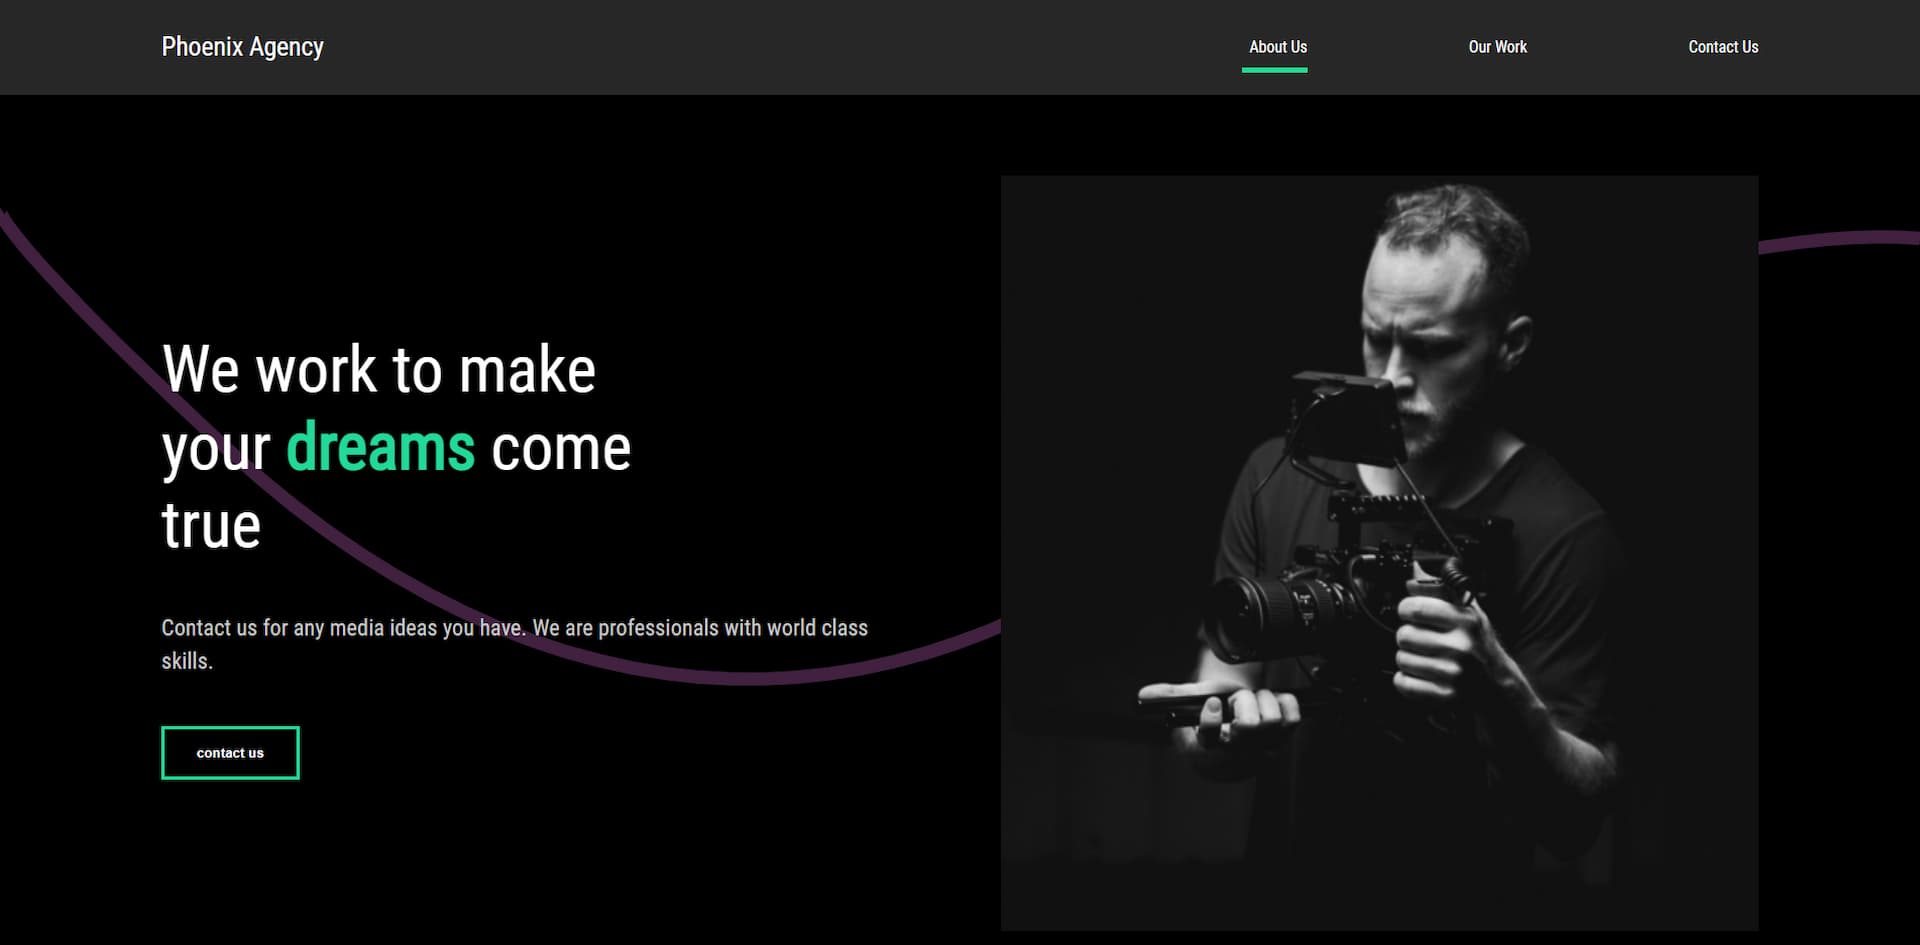 Phoenix Agency
About Us
Our Work
Contact Us
We work to make
your dreams come
true
Contact us for any media ideas you have. We are professionals with world class
skills.
contact us